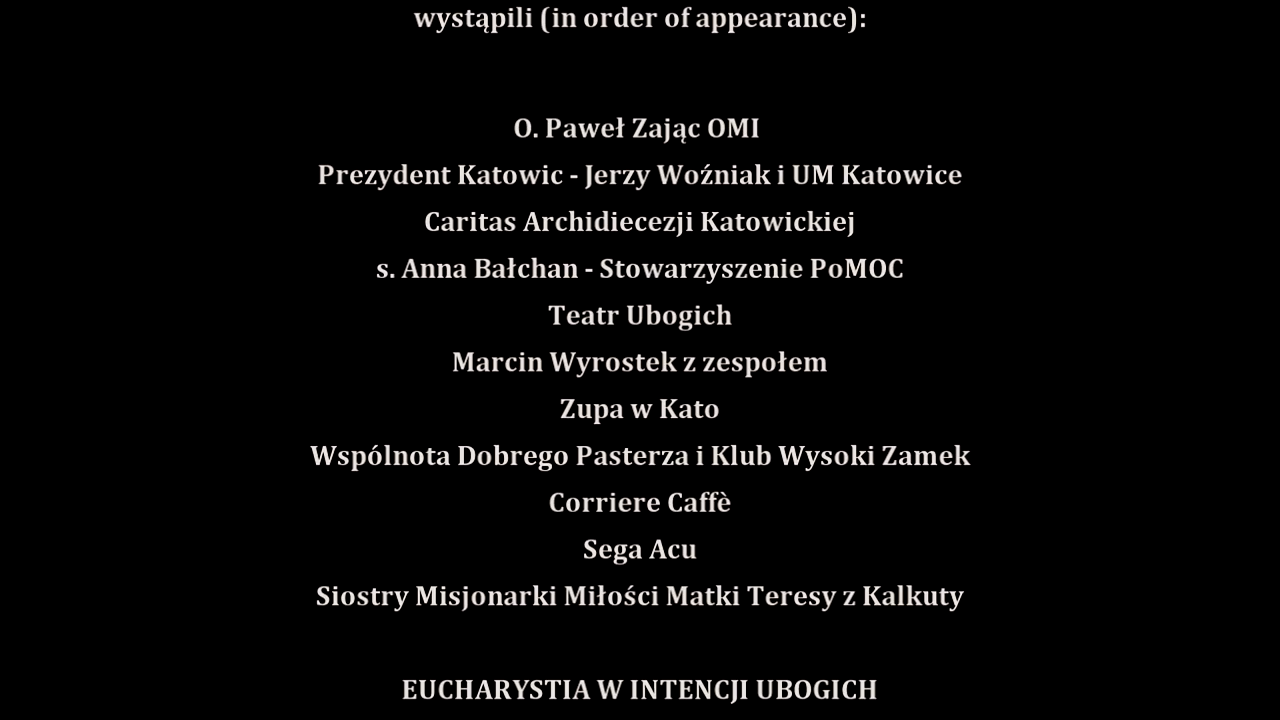 wystąpili (in order of appearance):
O. Paweł Zając OMI
Prezydent Katowic - Jerzy Woźniak i UM Katowice
Caritas Archidiecezji Katowickiej
s. Anna Bałchan - Stowarzyszenie PoMOC
Teatr Ubogich
Marcin Wyrostek z zespołem
Zupa w Kato
Wspólnota Dobrego Pasterza i Klub Wysoki Zamek
Corriere Caffè
Sega Acu
Siostry Misjonarki Miłości Matki Teresy z Kalkuty
EUCHARYSTIA W INTENCJI UBOGICH